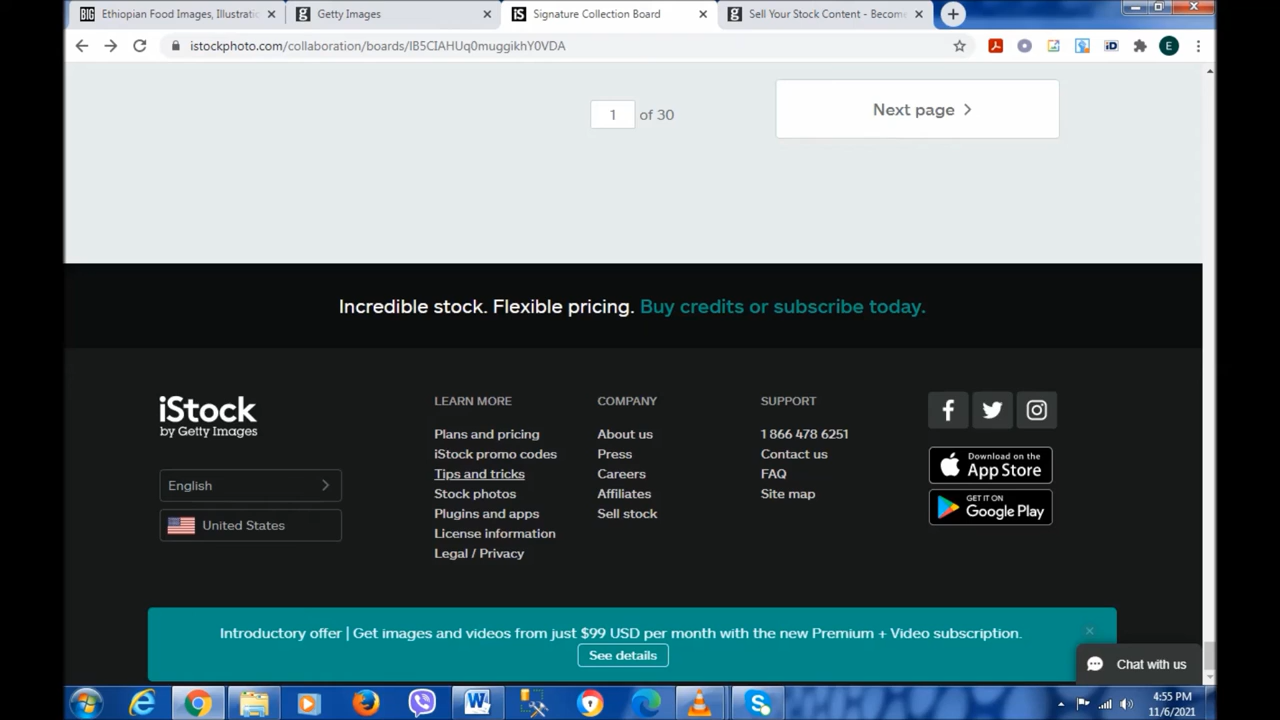 BIG Ethiopian Food Images, Illustratio
Getty Images
iS Signature Collection Board
Sell Your Stock Content - Become
istockphoto.com/collaboration/boards/IB5CIAHUq0muggikhY0VDA
iD
E
1 of 30
Next page
Incredible stock. Flexible pricing. Buy credits or subscribe today.
iStock
by Getty Images
English
United States
LEARN MORE
Plans and pricing
iStock promo codes
Tips and tricks
Stock photos
Plugins and apps
License information
Legal / Privacy
COMPANY
About us
Press
Careers
Affiliates
Sell stock
SUPPORT
1 866 478 6251
Contact us
FAQ
Site map
Download on the
App Store
GET IT ON
Google Play
Introductory offer | Get images and videos from just $99 USD per month with the new Premium + Video subscription.
See details
Chat with us
4:55 PM
11/6/2021